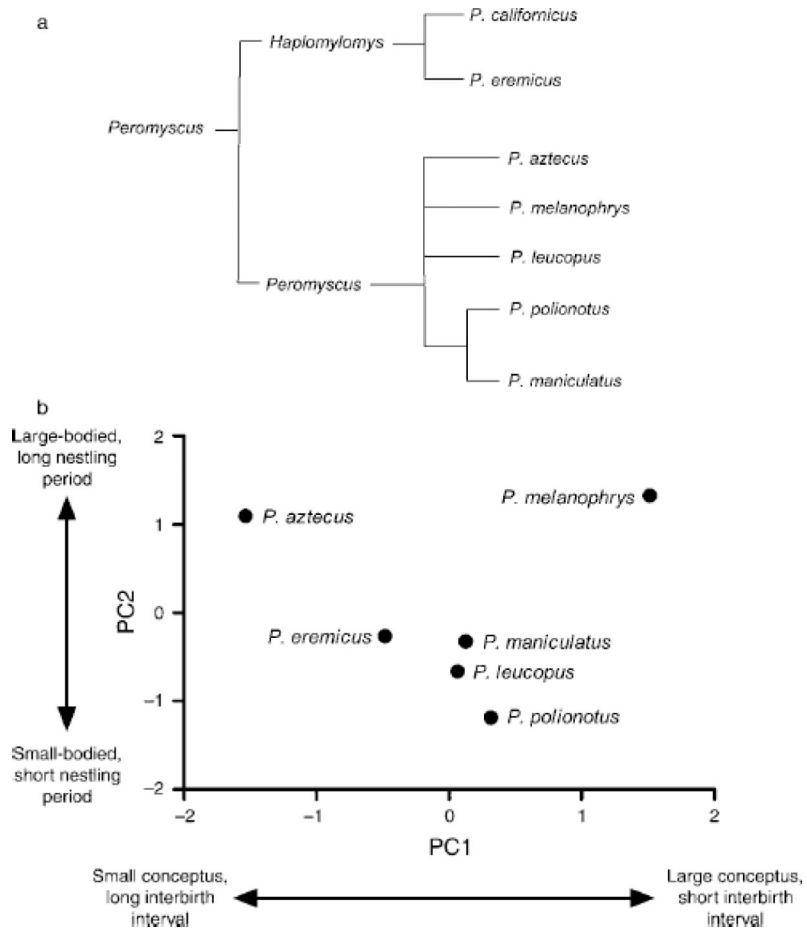 a
P. californicus
Haplomylomys
P. eremicus
Peromyscus
P. aztecus
P. melanophrys
P. leucopus
Peromyscus
P. polionotus
P. maniculatus
b
Large-bodied,
long nestling
period
Small-bodied,
short nestling
period
PC2
2
1
0
−1
−2
P. melanophrys
P. aztecus
P. eremicus
P. maniculatus
P. leucopus
P. polionotus
−2 −1 0 1 2
PC1
Small conceptus,
long interbirth
interval
Large conceptus,
short interbirth
interval